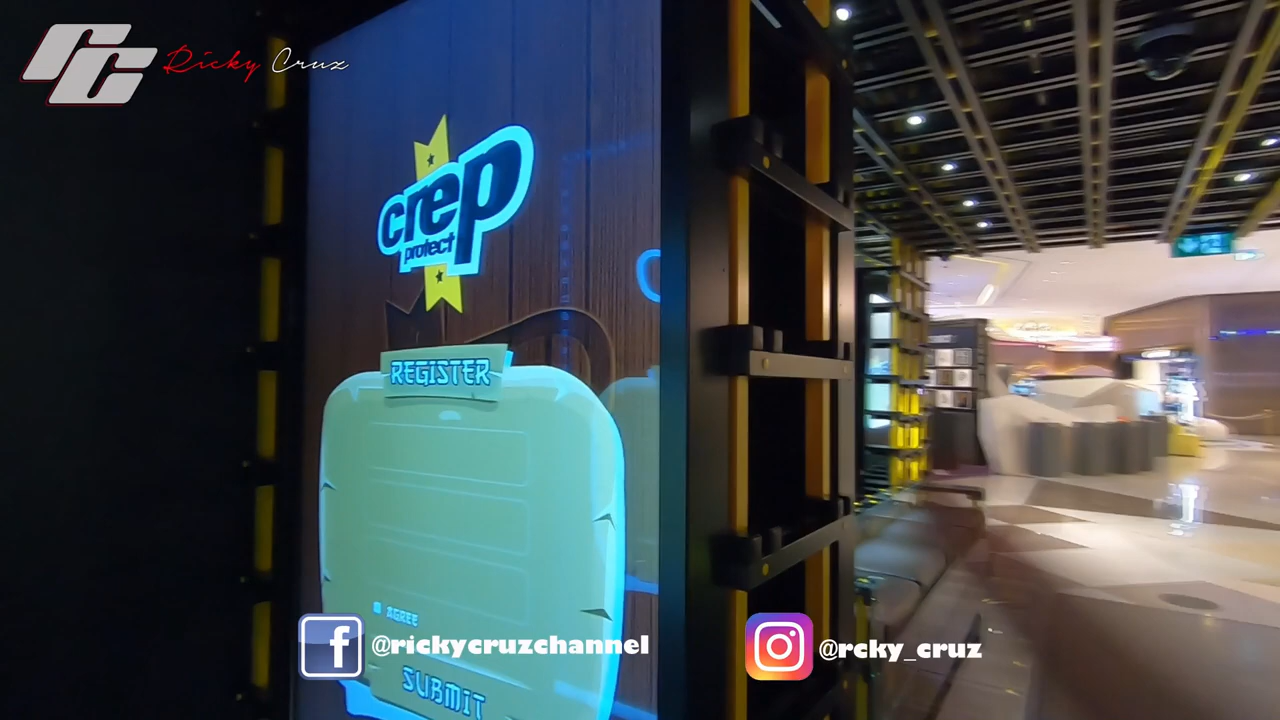 Ricky Cruz
crep
protect
REGISTER
AGREE
SUBMIT
@rickycruzchannel
@rcky_cruz